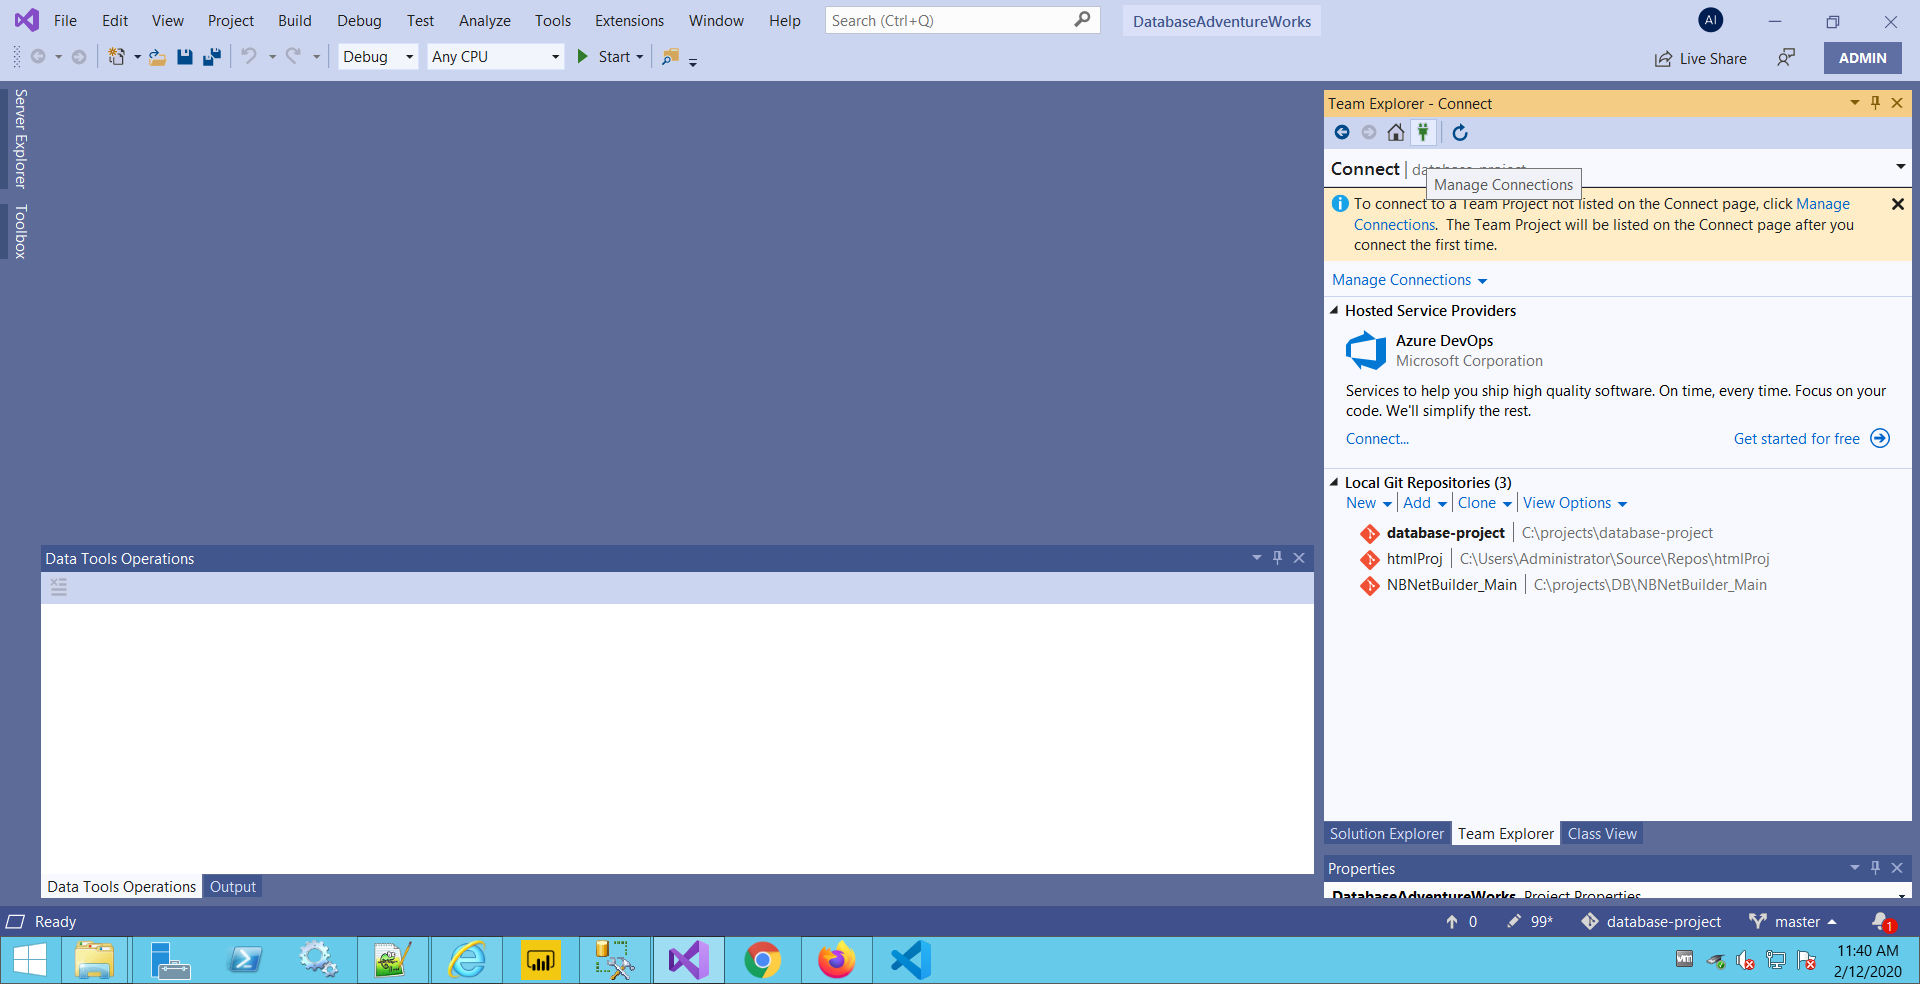 File Edit View Project Build Debug Test Analyze Tools Extensions Window Help Search (Ctrl+Q) DatabaseAdventureWorks AI
Debug Any CPU Start Live Share ADMIN
Server Explorer
Toolbox
Team Explorer - Connect
Connect | database-project
Manage Connections
To connect to a Team Project not listed on the Connect page, click Manage
Connections. The Team Project will be listed on the Connect page after you
connect the first time.
Manage Connections
Hosted Service Providers
Azure DevOps
Microsoft Corporation
Services to help you ship high quality software. On time, every time. Focus on your
code. We'll simplify the rest.
Connect... Get started for free
Local Git Repositories (3)
New Add Clone View Options
database-project C:\projects\database-project
htmlProj C:\Users\Administrator\Source\Repos\htmlProj
NBNetBuilder_Main C:\projects\DB\NBNetBuilder_Main
Data Tools Operations
Solution Explorer Team Explorer Class View
Properties
DatabaseAdventureWorks Project Properties
Data Tools Operations Output
Ready 0 99* database-project master 1
vm
11:40 AM
2/12/2020